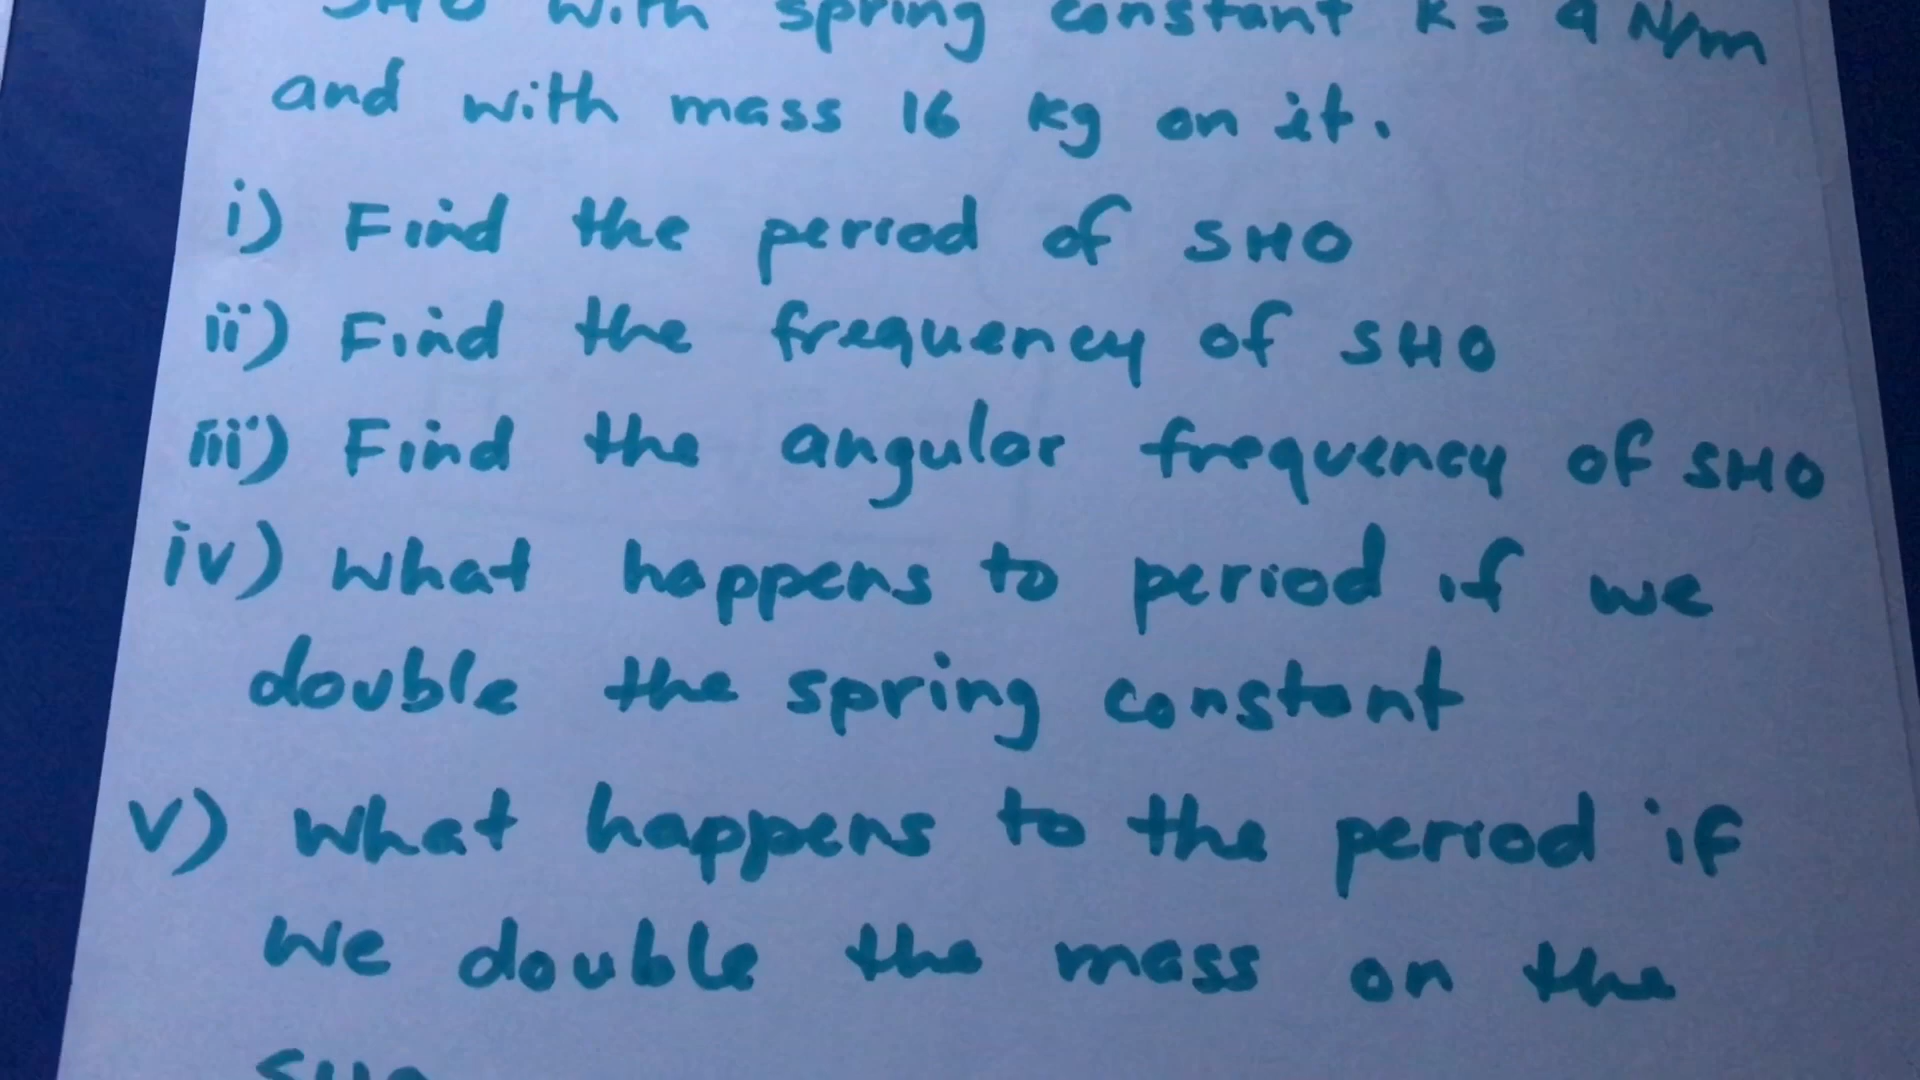 SHO with spring constant k = 9 N/m
and with mass 16 kg on it.
i) Find the period of SHO
ii) Find the frequency of SHO
iii) Find the angular frequency of SHO
iv) What happens to period if we
double the spring constant
v) What happens to the period if
we double the mass on the
SHO